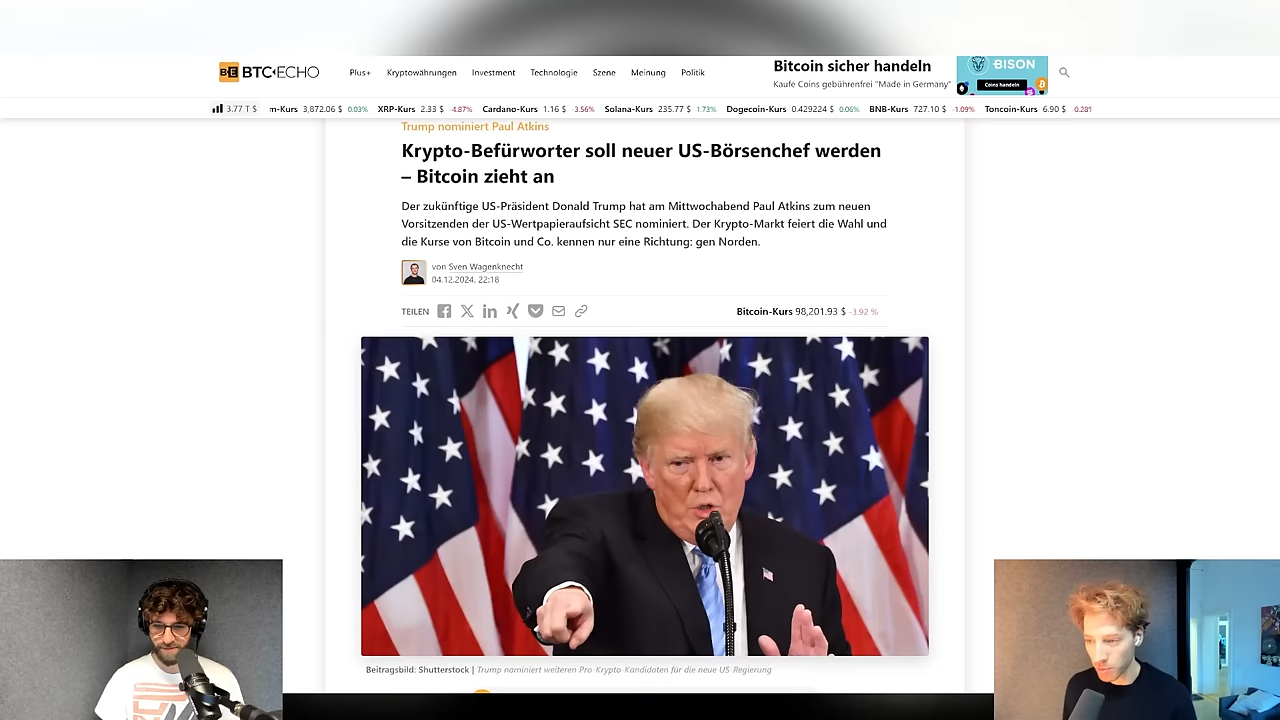 BE BTC-ECHO
Plus+ Kryptowährungen Investment Technologie Szene Meinung Politik
Bitcoin sicher handeln
Kaufe Coins gebührenfrei "Made in Germany"
BISON
Coins handeln
3.77 T $ m-Kurs 3,872.06 $ 0.03% XRP-Kurs 2.33 $ -4.87% Cardano-Kurs 1.16 $ -3.56% Solana-Kurs 235.77 $ 1.73% Dogecoin-Kurs 0.429224 $ 0.06% BNB-Kurs 727.10 $ -1.09% Toncoin-Kurs 6.90 $ -0.28%
Trump nominiert Paul Atkins
Krypto-Befürworter soll neuer US-Börsenchef werden
– Bitcoin zieht an
Der zukünftige US-Präsident Donald Trump hat am Mittwochabend Paul Atkins zum neuen
Vorsitzenden der US-Wertpapieraufsicht SEC nominiert. Der Krypto-Markt feiert die Wahl und
die Kurse von Bitcoin und Co. kennen nur eine Richtung: gen Norden.
von Sven Wagenknecht
04.12.2024, 22:18
TEILEN
Bitcoin-Kurs 98,201.93 $ -3.92 %
Beitragsbild: Shutterstock | Trump nominiert weiteren Pro-Krypto-Kandidaten für die neue US-Regierung